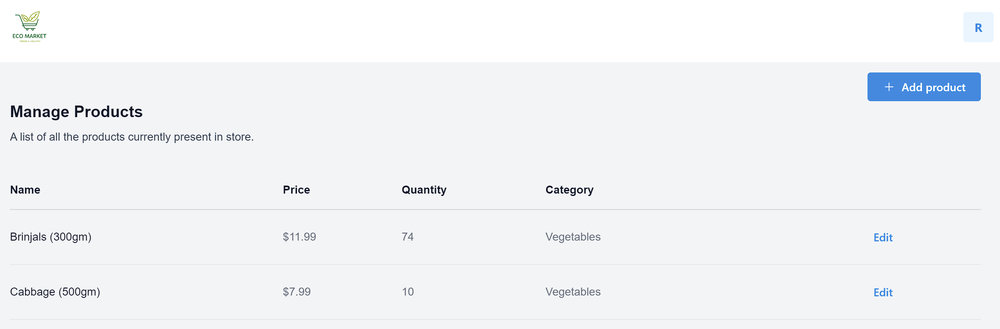 ECO MARKET
FRESH & HEALTHY
R
+ Add product
Manage Products
A list of all the products currently present in store.
Name Price Quantity Category
Brinjals (300gm) $11.99 74 Vegetables Edit
Cabbage (500gm) $7.99 10 Vegetables Edit